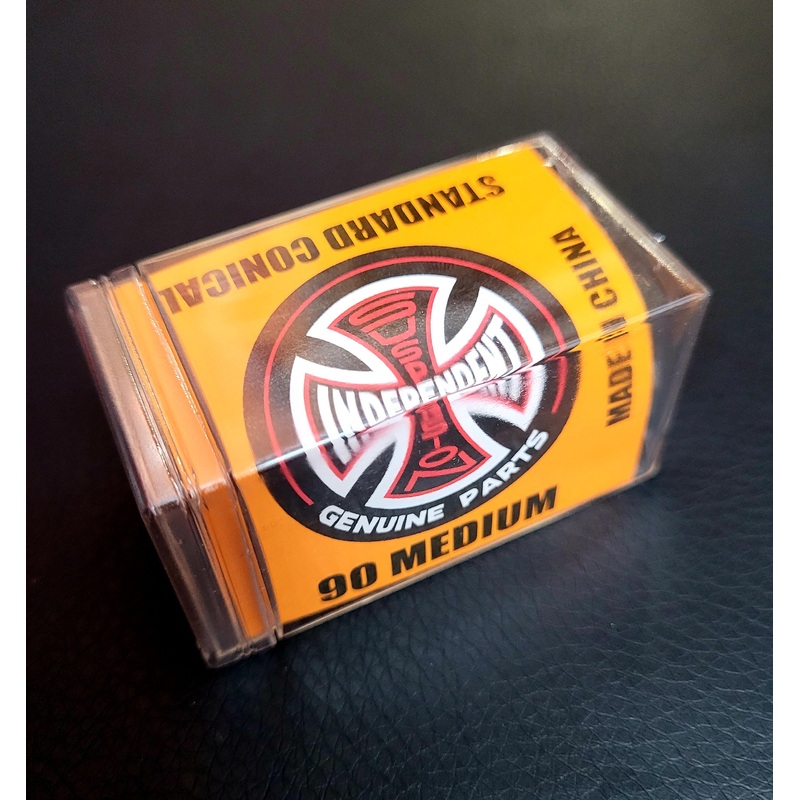 STANDARD CONICAL
SUSPENSION
INDEPENDENT
GENUINE PARTS
90 MEDIUM
MADE IN CHINA